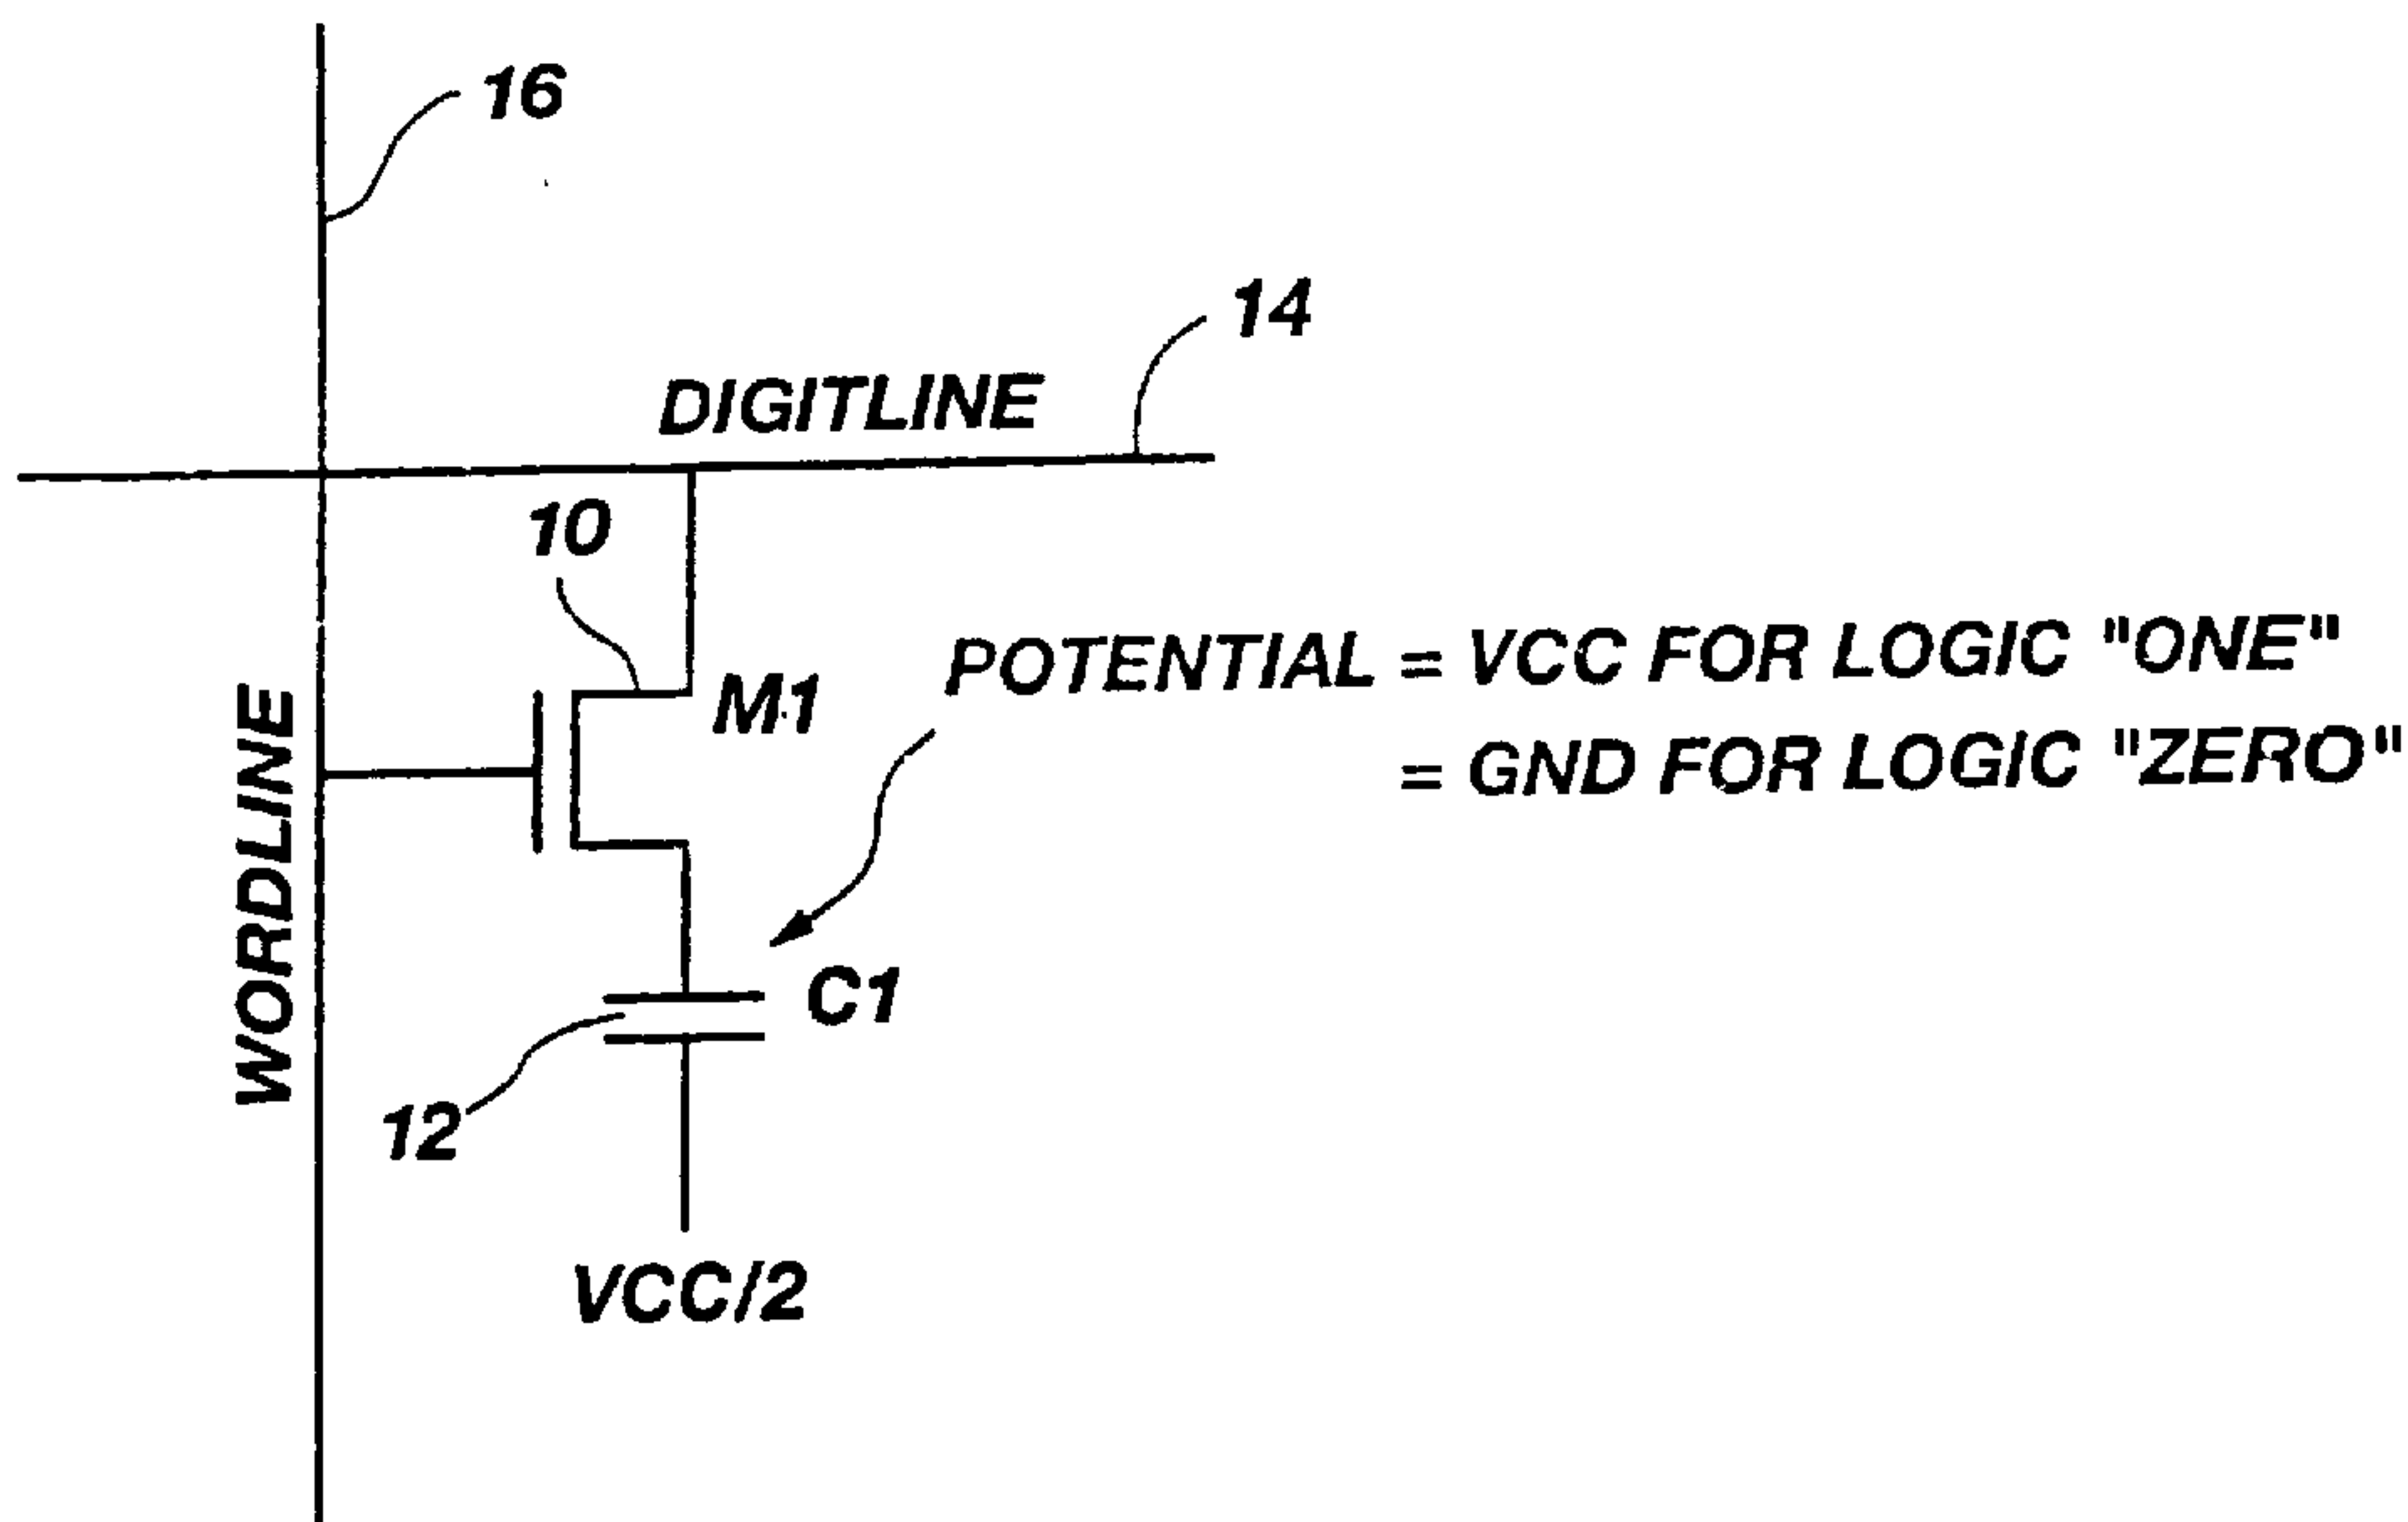 16
14
DIGITLINE
10
M1
POTENTIAL = VCC FOR LOGIC "ONE"
= GND FOR LOGIC "ZERO"
WORDLINE
C1
12
VCC/2